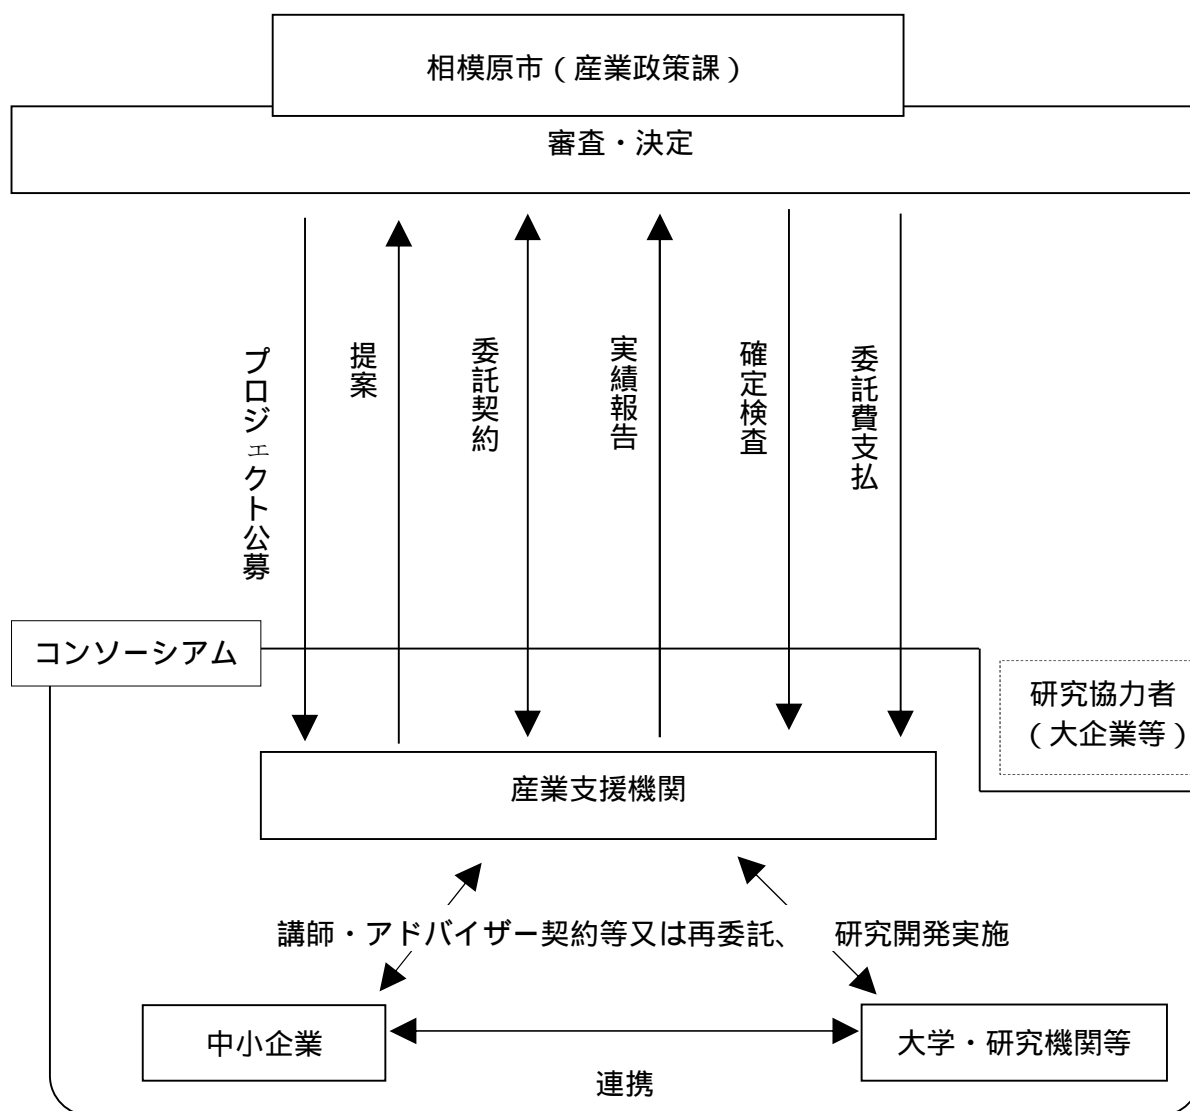 相模原市（産業政策課）
審査・決定
プロジェクト公募
提案
委託契約
実績報告
確定検査
委託費支払
コンソーシアム
研究協力者
（大企業等）
産業支援機関
講師・アドバイザー契約等又は再委託、　研究開発実施
中小企業
大学・研究機関等
連携